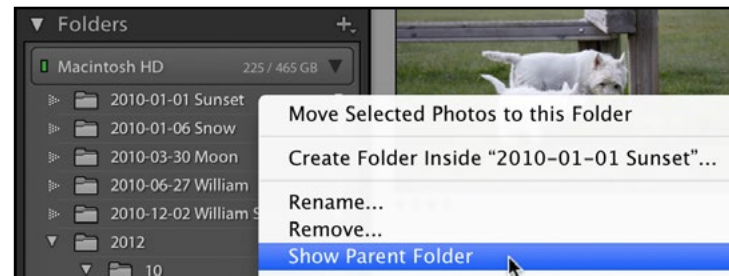 Folders
Macintosh HD 225 / 465 GB
2010-01-01 Sunset
2010-01-06 Snow
2010-03-30 Moon
2010-06-27 William
2010-12-02 William S
2012
10
Move Selected Photos to this Folder
Create Folder Inside “2010-01-01 Sunset”...
Rename...
Remove...
Show Parent Folder